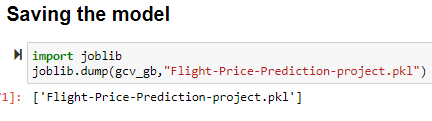 Saving the model
import joblib
joblib.dump(gcv_gb,"Flight-Price-Prediction-project.pkl")
1]: ['Flight-Price-Prediction-project.pkl']